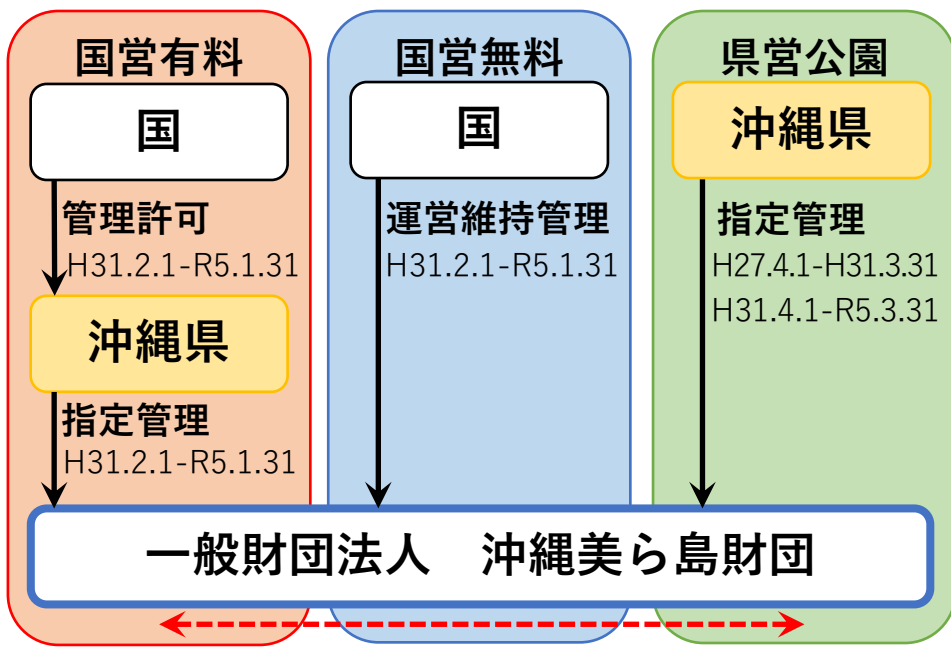 国営有料
国
管理許可
H31.2.1-R5.1.31
沖縄県
指定管理
H31.2.1-R5.1.31
国営無料
国
運営維持管理
H31.2.1-R5.1.31
県営公園
沖縄県
指定管理
H27.4.1-H31.3.31
H31.4.1-R5.3.31
一般財団法人　沖縄美ら島財団